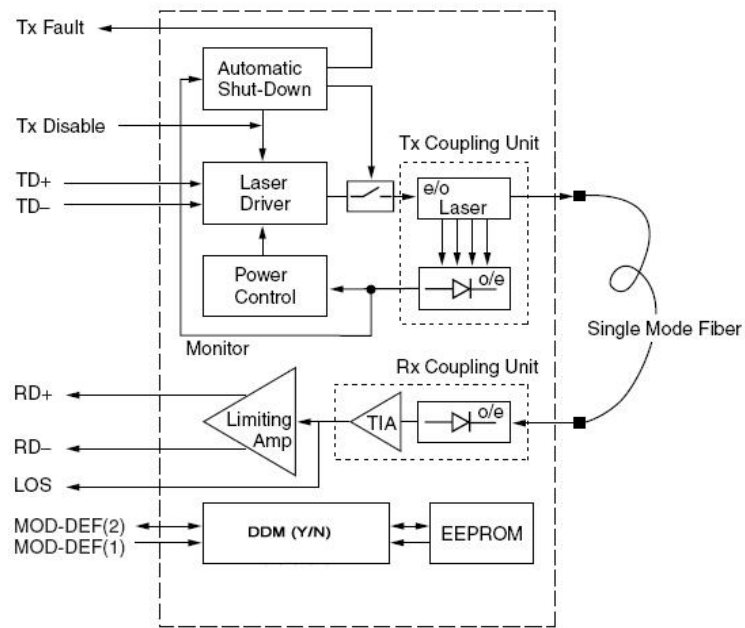 Tx Fault
Automatic
Shut-Down
Tx Disable
Tx Coupling Unit
TD+
TD–
Laser
Driver
e/o
Laser
Power
Control
o/e
Monitor
Single Mode Fiber
Rx Coupling Unit
RD+
RD–
LOS
Limiting
Amp
TIA
o/e
MOD-DEF(2)
MOD-DEF(1)
DDM (Y/N)
EEPROM